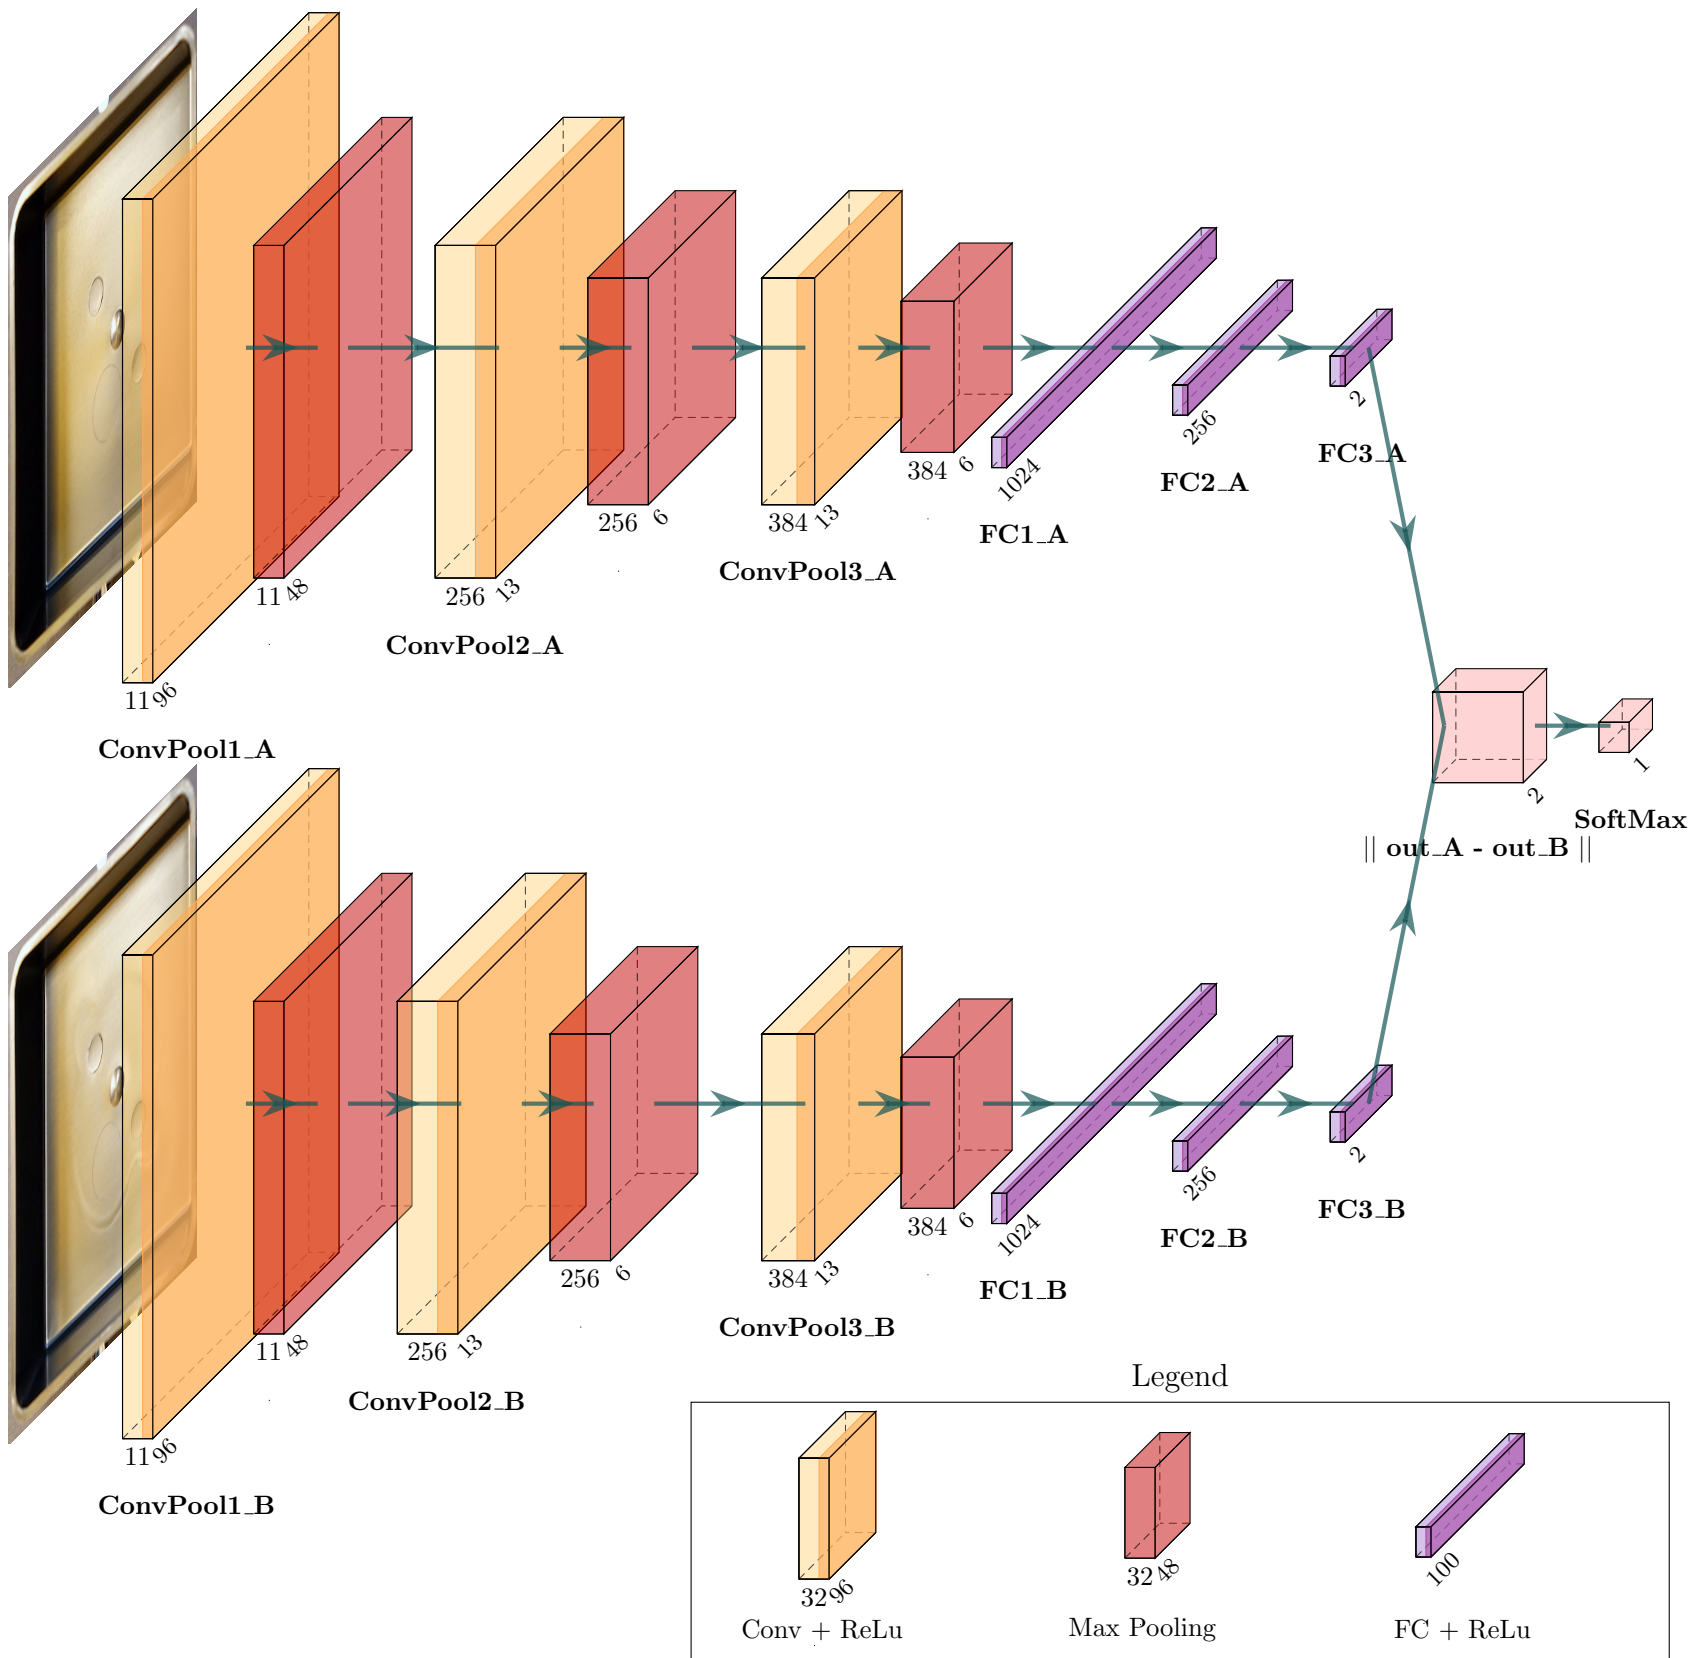 11 96
ConvPool1_A
11 48
256 13
ConvPool2_A
256 6
384 13
ConvPool3_A
384 6
1024
FC1_A
256
FC2_A
2
FC3_A
2
|| out_A - out_B ||
1
SoftMax
11 96
ConvPool1_B
11 48
256 13
ConvPool2_B
256 6
384 13
ConvPool3_B
384 6
1024
FC1_B
256
FC2_B
2
FC3_B
Legend
32 96
Conv + ReLu
32 48
Max Pooling
100
FC + ReLu